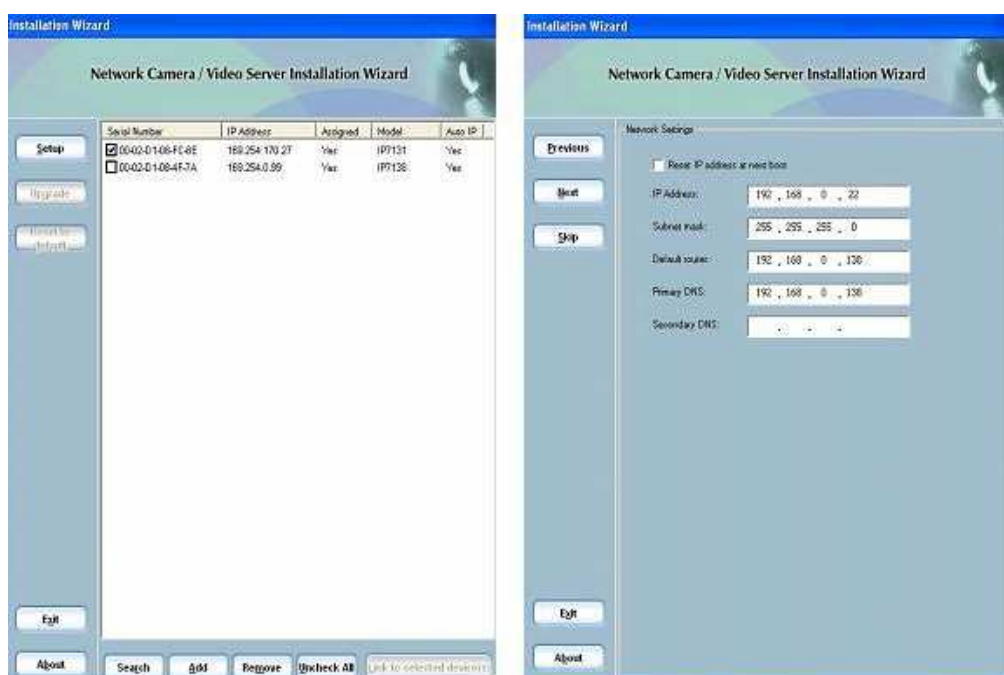 Installation Wizard
Network Camera / Video Server Installation Wizard
Setup
Upgrade
Reset to default
Serial Number IP Address Assigned Model Auto IP
00-02-D1-06-FC-8E 169.254.170.27 Yes IP7131 Yes
00-02-D1-08-4F-7A 169.254.0.99 Yes IP7138 Yes
Exit
About
Search Add Remove Uncheck All Link to selected device(s)
Installation Wizard
Network Camera / Video Server Installation Wizard
Previous
Next
Skip
Network Settings
Reset IP address at next boot
IP Address: 192 . 168 . 0 . 22
Subnet mask: 255 . 255 . 255 . 0
Default router: 192 . 168 . 0 . 138
Primary DNS: 192 . 168 . 0 . 138
Secondary DNS: . . .
Exit
About